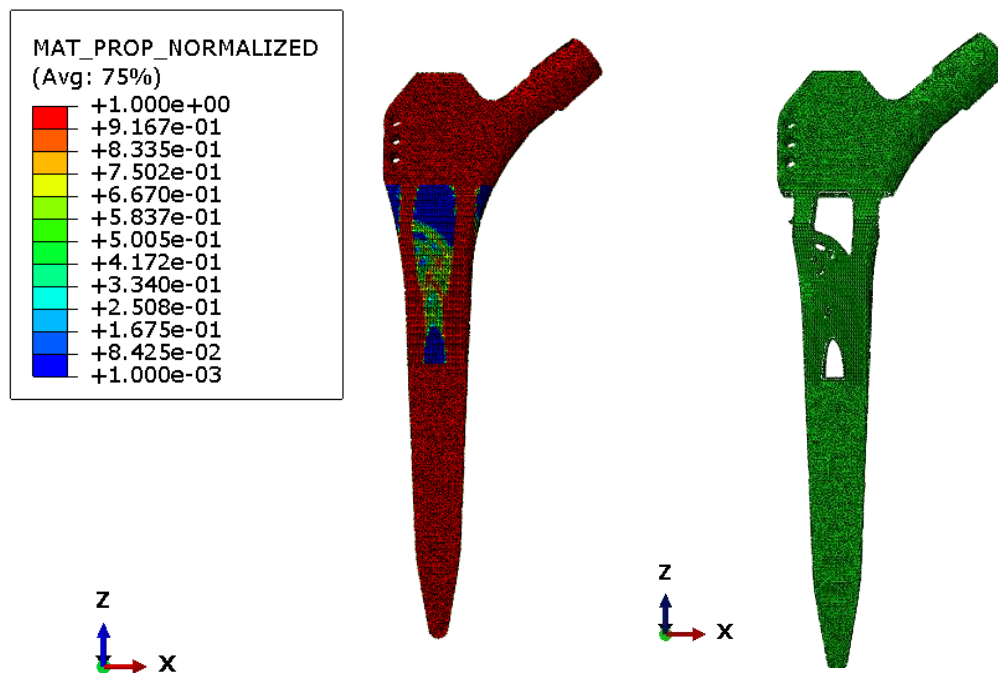 MAT_PROP_NORMALIZED
(Avg: 75%)
+1.000e+00
+9.167e-01
+8.335e-01
+7.502e-01
+6.670e-01
+5.837e-01
+5.005e-01
+4.172e-01
+3.340e-01
+2.508e-01
+1.675e-01
+8.425e-02
+1.000e-03
Z
X
Z
X